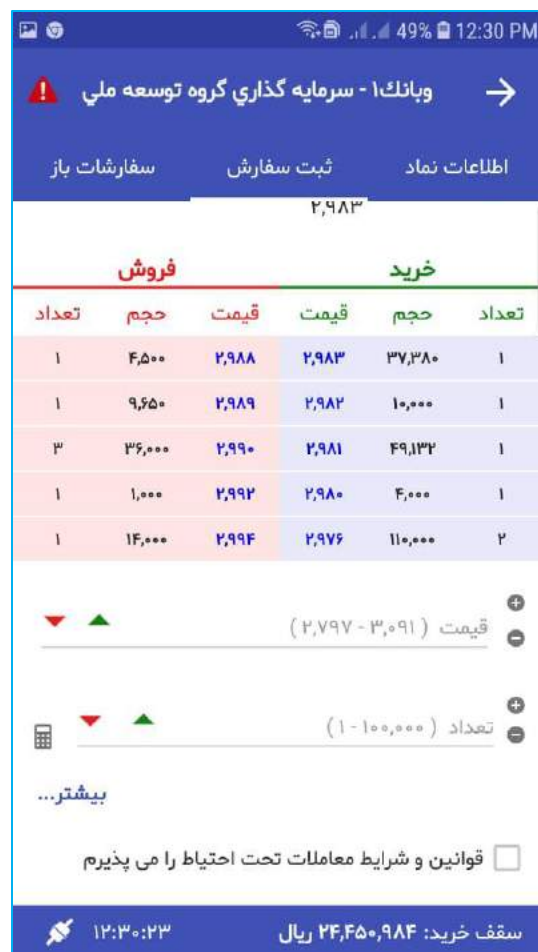 49% 12:30 PM
وبانك۱ - سرمايه گذاري گروه توسعه ملي
اطلاعات نماد ثبت سفارش سفارشات باز
۲,۹۸۳
خرید فروش
تعداد حجم قیمت قیمت حجم تعداد
۱ ۳۷,۳۸۰ ۲,۹۸۳ ۲,۹۸۸ ۴,۵۰۰ ۱
۱ ۱۰,۰۰۰ ۲,۹۸۲ ۲,۹۸۹ ۹,۶۵۰ ۱
۱ ۴۹,۱۳۲ ۲,۹۸۱ ۲,۹۹۰ ۳۶,۰۰۰ ۳
۱ ۴,۰۰۰ ۲,۹۸۰ ۲,۹۹۲ ۱,۰۰۰ ۱
۲ ۱۱۰,۰۰۰ ۲,۹۷۶ ۲,۹۹۴ ۱۴,۰۰۰ ۱
قیمت (۲,۷۹۷ - ۳,۰۹۱)
تعداد (۱ - ۱۰۰,۰۰۰)
بیشتر...
قوانین و شرایط معاملات تحت احتیاط را می پذیرم
سقف خرید: ۲۴,۴۵۰,۹۸۴ ریال ۱۲:۳۰:۲۳